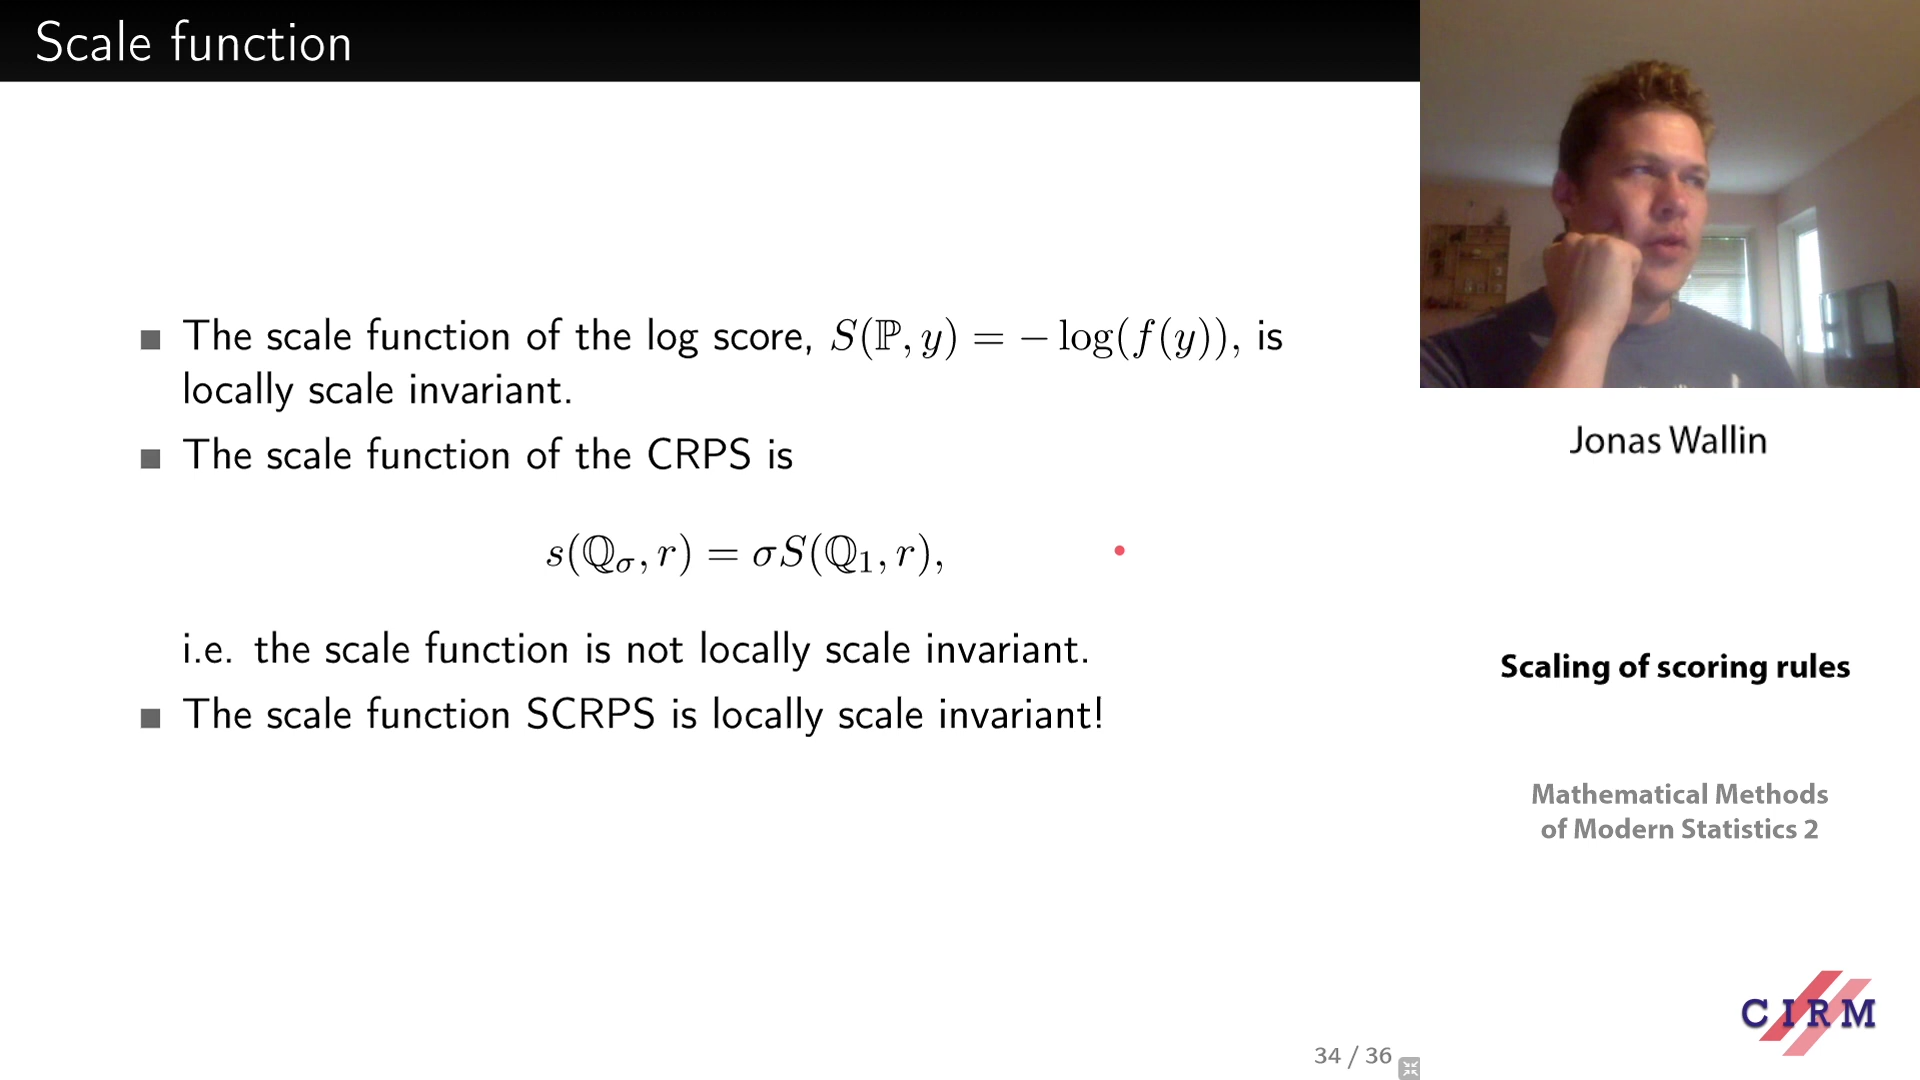 Scale function
■ The scale function of the log score, S(ℙ, y) = − log(f(y)), is
locally scale invariant.
■ The scale function of the CRPS is
s(ℚ_σ, r) = σS(ℚ_1, r),
i.e. the scale function is not locally scale invariant.
■ The scale function SCRPS is locally scale invariant!
34 / 36
Jonas Wallin
Scaling of scoring rules
Mathematical Methods
of Modern Statistics 2
CIRM